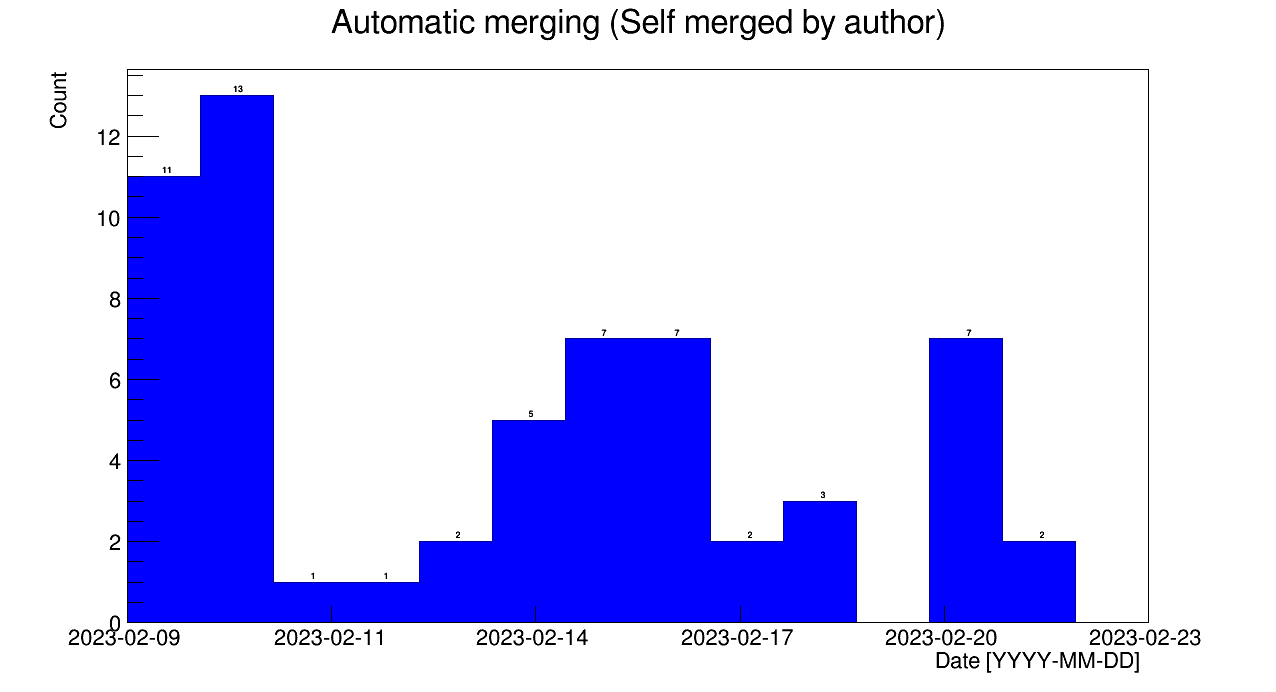 Automatic merging (Self merged by author)
Count
13
12
11
10
8
7 7 7
6
5
4
3
2 2 2
2
1 1
0
2023-02-09 2023-02-11 2023-02-14 2023-02-17 2023-02-20 2023-02-23
Date [YYYY-MM-DD]